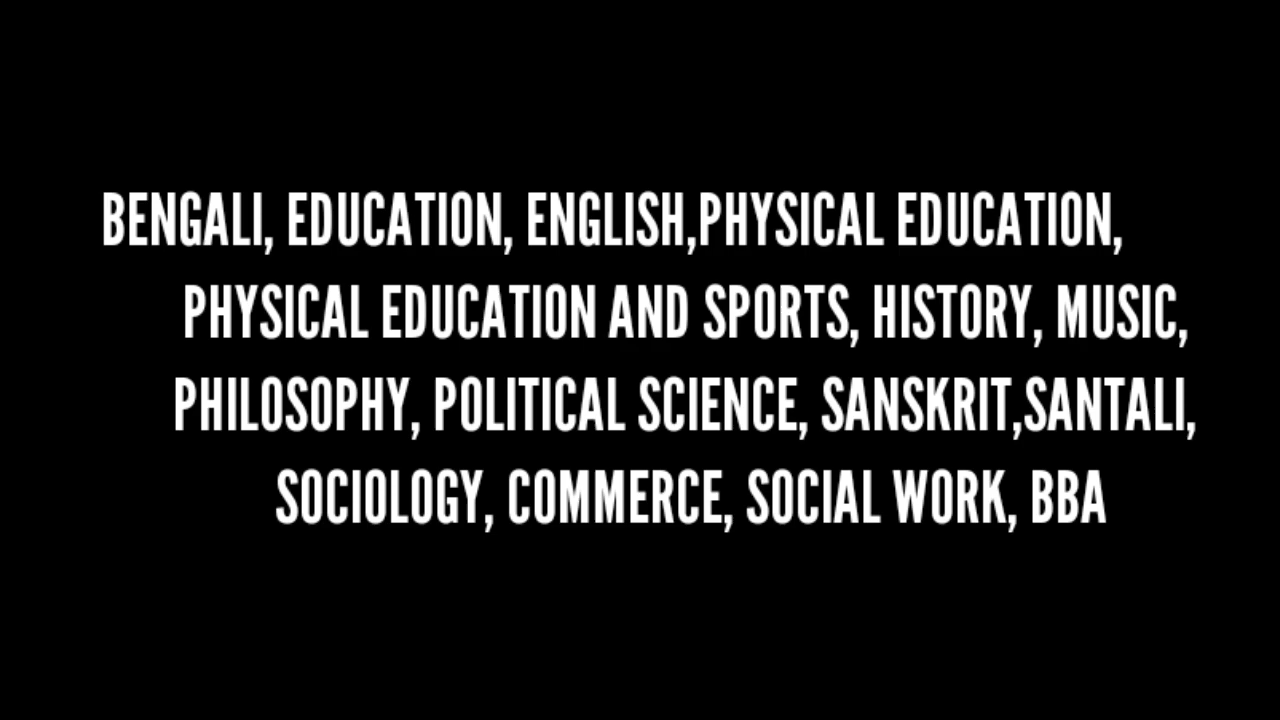 BENGALI, EDUCATION, ENGLISH,PHYSICAL EDUCATION,
PHYSICAL EDUCATION AND SPORTS, HISTORY, MUSIC,
PHILOSOPHY, POLITICAL SCIENCE, SANSKRIT,SANTALI,
SOCIOLOGY, COMMERCE, SOCIAL WORK, BBA